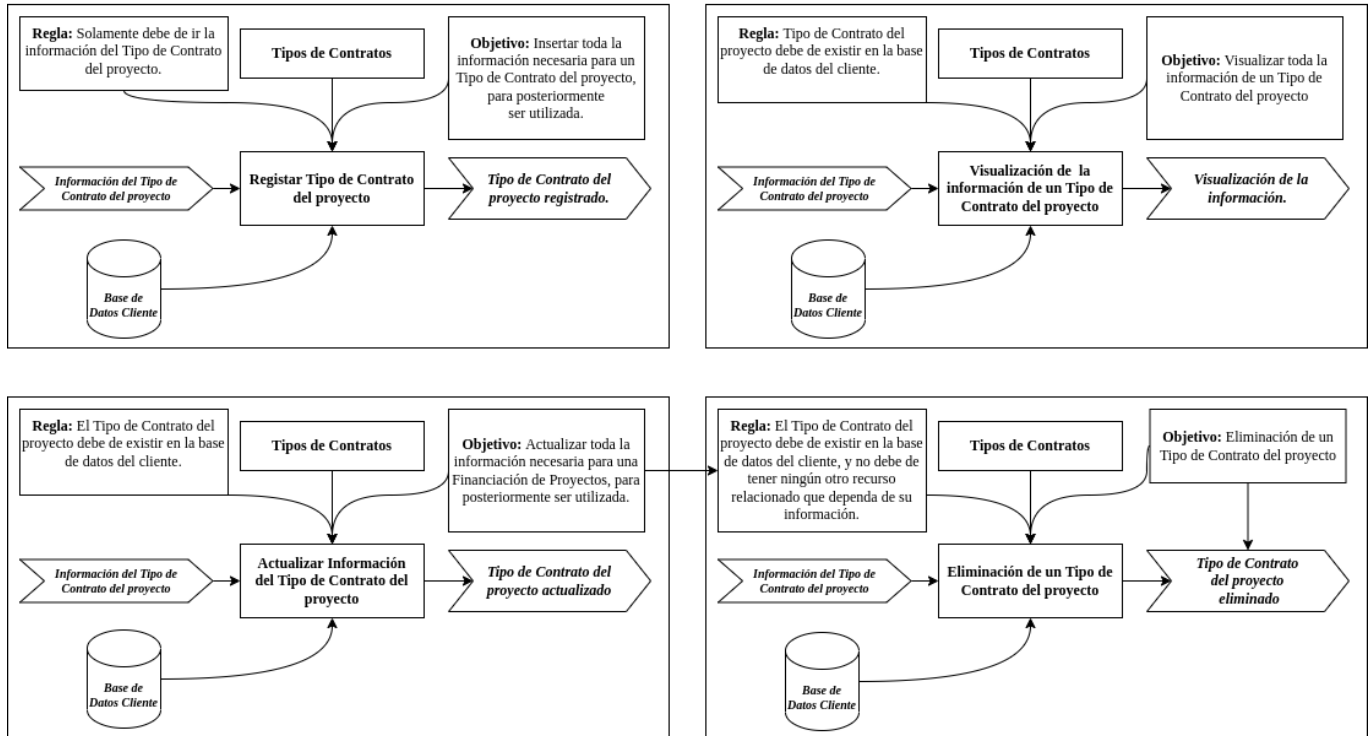 Regla: Solamente debe de ir la
información del Tipo de Contrato
del proyecto.
Tipos de Contratos
Objetivo: Insertar toda la
información necesaria para un
Tipo de Contrato del proyecto,
para posteriormente
ser utilizada.
Información del Tipo de
Contrato del proyecto
Registar Tipo de Contrato
del proyecto
Tipo de Contrato del
proyecto registrado.
Base de
Datos Cliente
Regla: Tipo de Contrato del
proyecto debe de existir en la base
de datos del cliente.
Tipos de Contratos
Objetivo: Visualizar toda la
información de un Tipo de
Contrato del proyecto
Información del Tipo de
Contrato del proyecto
Visualización de la
información de un Tipo de
Contrato del proyecto
Visualización de la
información.
Base de
Datos Cliente
Regla: El Tipo de Contrato del
proyecto debe de existir en la base
de datos del cliente.
Tipos de Contratos
Objetivo: Actualizar toda la
información necesaria para una
Financiación de Proyectos, para
posteriormente ser utilizada.
Información del Tipo de
Contrato del proyecto
Actualizar Información
del Tipo de Contrato del
proyecto
Tipo de Contrato del
proyecto actualizado
Base de
Datos Cliente
Regla: El Tipo de Contrato del
proyecto debe de existir en la base
de datos del cliente, y no debe de
tener ningún otro recurso
relacionado que dependa de su
información.
Tipos de Contratos
Objetivo: Eliminación de un
Tipo de Contrato del proyecto
Información del Tipo de
Contrato del proyecto
Eliminación de un Tipo de
Contrato del proyecto
Tipo de Contrato
del proyecto
eliminado
Base de
Datos Cliente